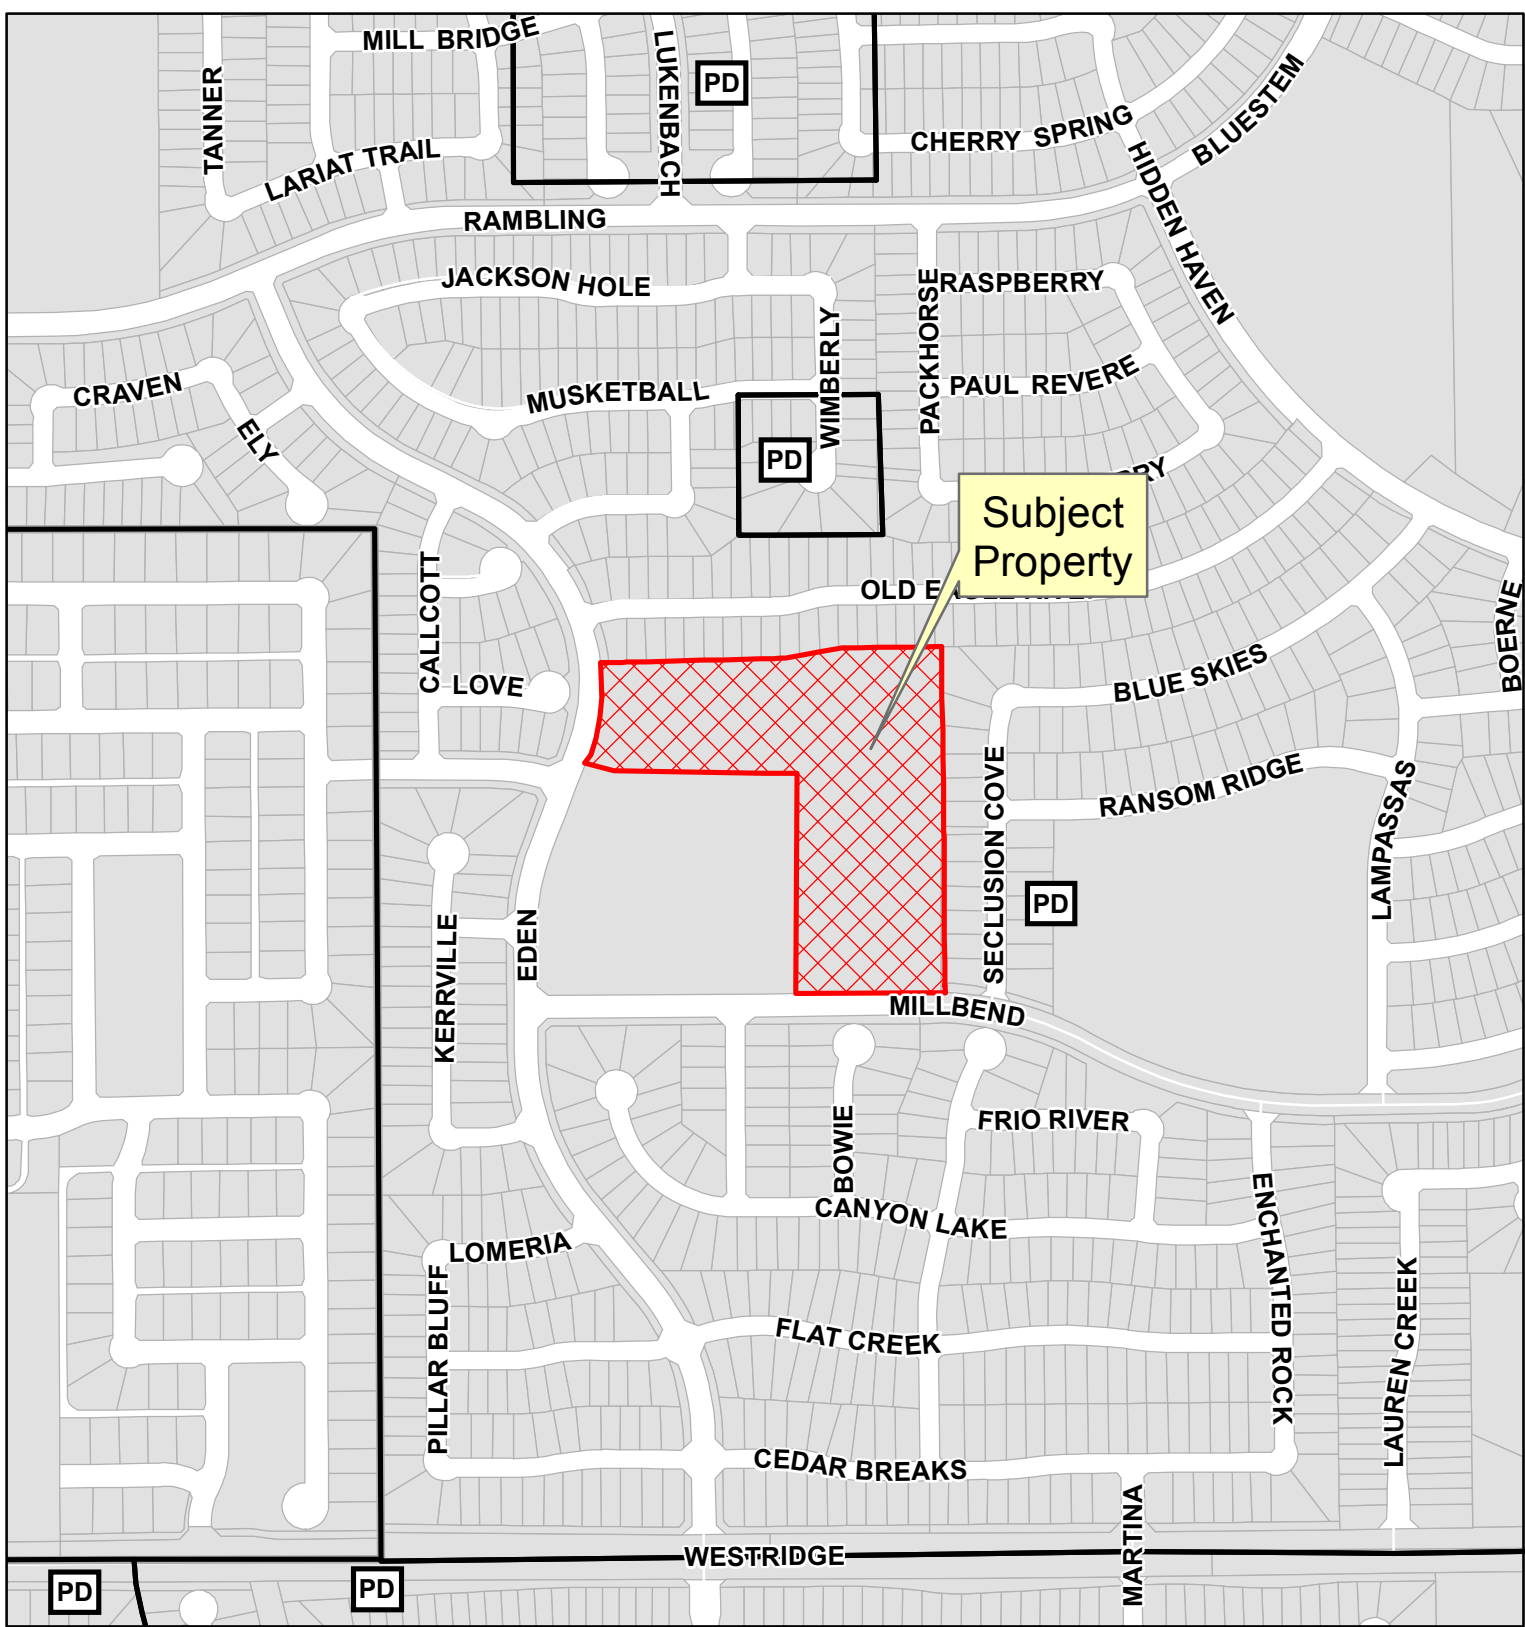 MILL BRIDGE
TANNER
LUKENBACH
PD
CHERRY SPRING
BLUESTEM
LARIAT TRAIL
HIDDEN HAVEN
RAMBLING
JACKSON HOLE
RASPBERRY
PACKHORSE
WIMBERLY
CRAVEN
MUSKETBALL
PAUL REVERE
ELY
PD
Subject
Property
CALLCOTT
OLD
BOERNE
LOVE
BLUE SKIES
SECLUSION COVE
RANSOM RIDGE
LAMPASSAS
PD
KERRVILLE
EDEN
MILLBEND
BOWIE
FRIO RIVER
CANYON LAKE
ENCHANTED ROCK
LOMERIA
PILLAR BLUFF
FLAT CREEK
LAUREN CREEK
CEDAR BREAKS
MARTINA
WESTRIDGE
PD
PD